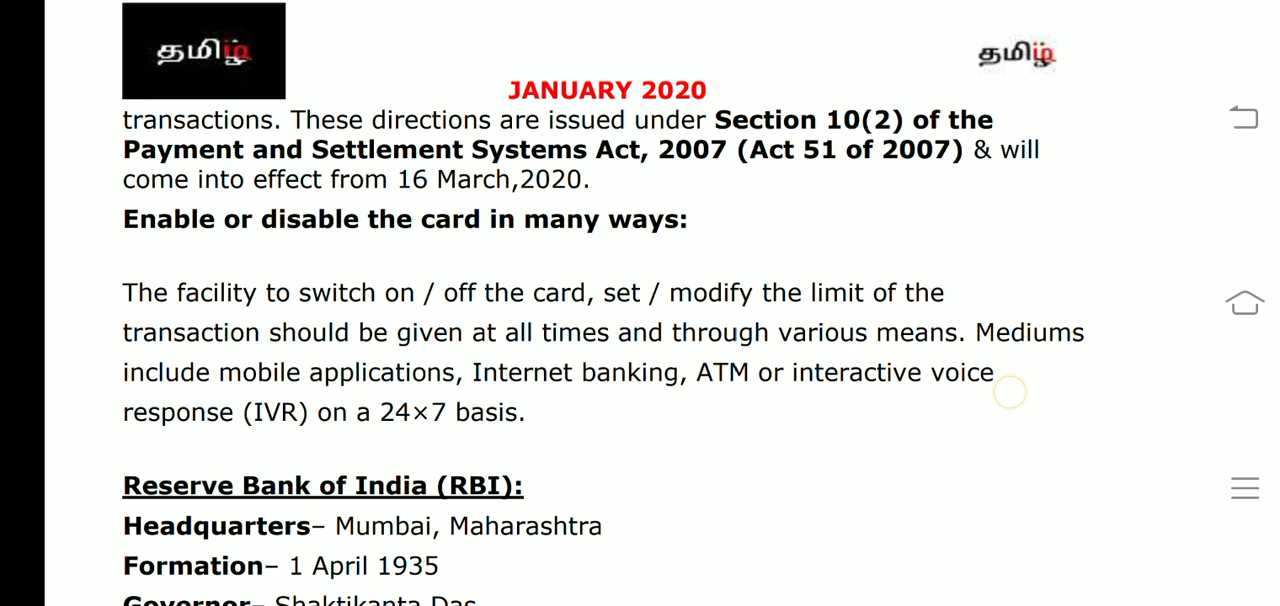 தமிழ்
தமிழ்
JANUARY 2020
transactions. These directions are issued under Section 10(2) of the
Payment and Settlement Systems Act, 2007 (Act 51 of 2007) & will
come into effect from 16 March,2020.
Enable or disable the card in many ways:
The facility to switch on / off the card, set / modify the limit of the
transaction should be given at all times and through various means. Mediums
include mobile applications, Internet banking, ATM or interactive voice
response (IVR) on a 24×7 basis.
Reserve Bank of India (RBI):
Headquarters– Mumbai, Maharashtra
Formation– 1 April 1935
Governor– Shaktikanta Das